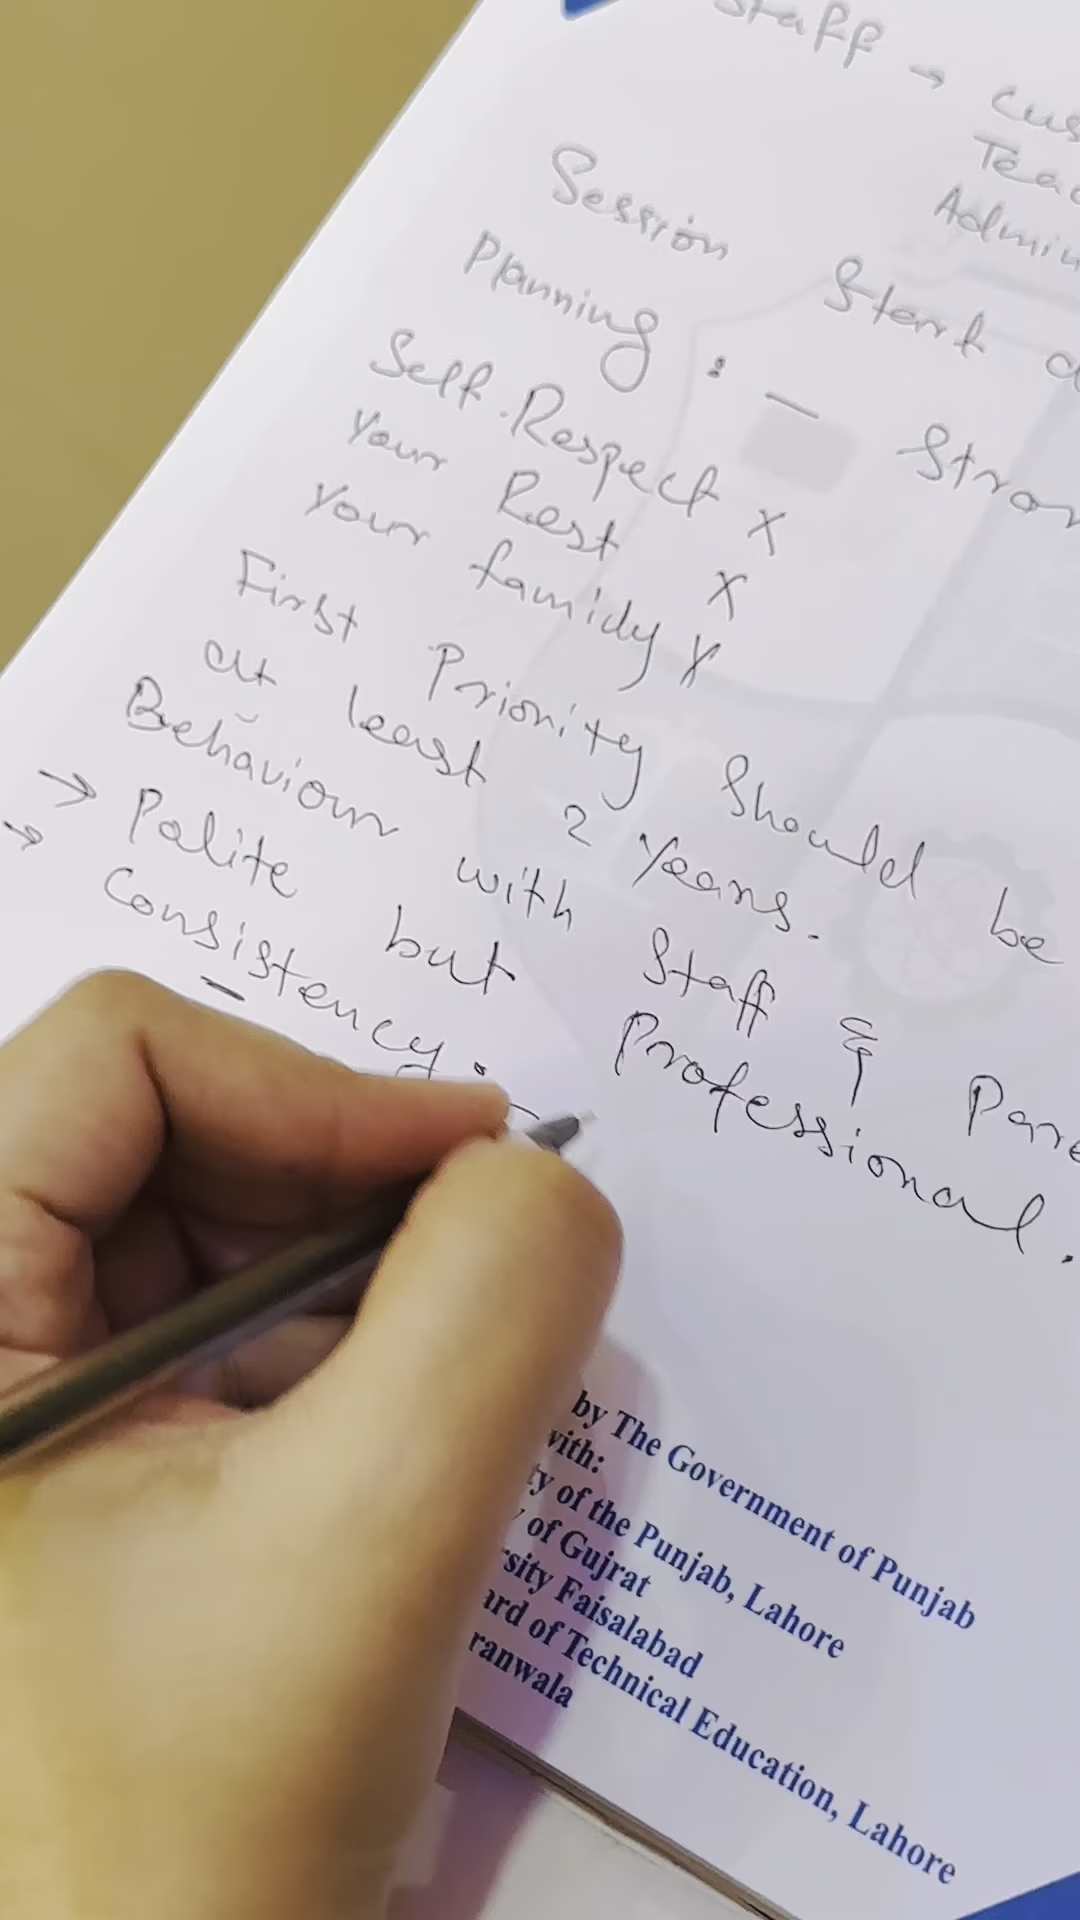 Staff →
Session Start
Planning : —
Self-Respect X
Your Rest X
Your family X
First Priority Should be
at least 2 years.
Behaviour with Staff &
→ Polite but Professional.
→ Consistency :
by The Government of Punjab
with:
ty of the Punjab, Lahore
of Gujrat
sity Faisalabad
ard of Technical Education, Lahore
ranwala